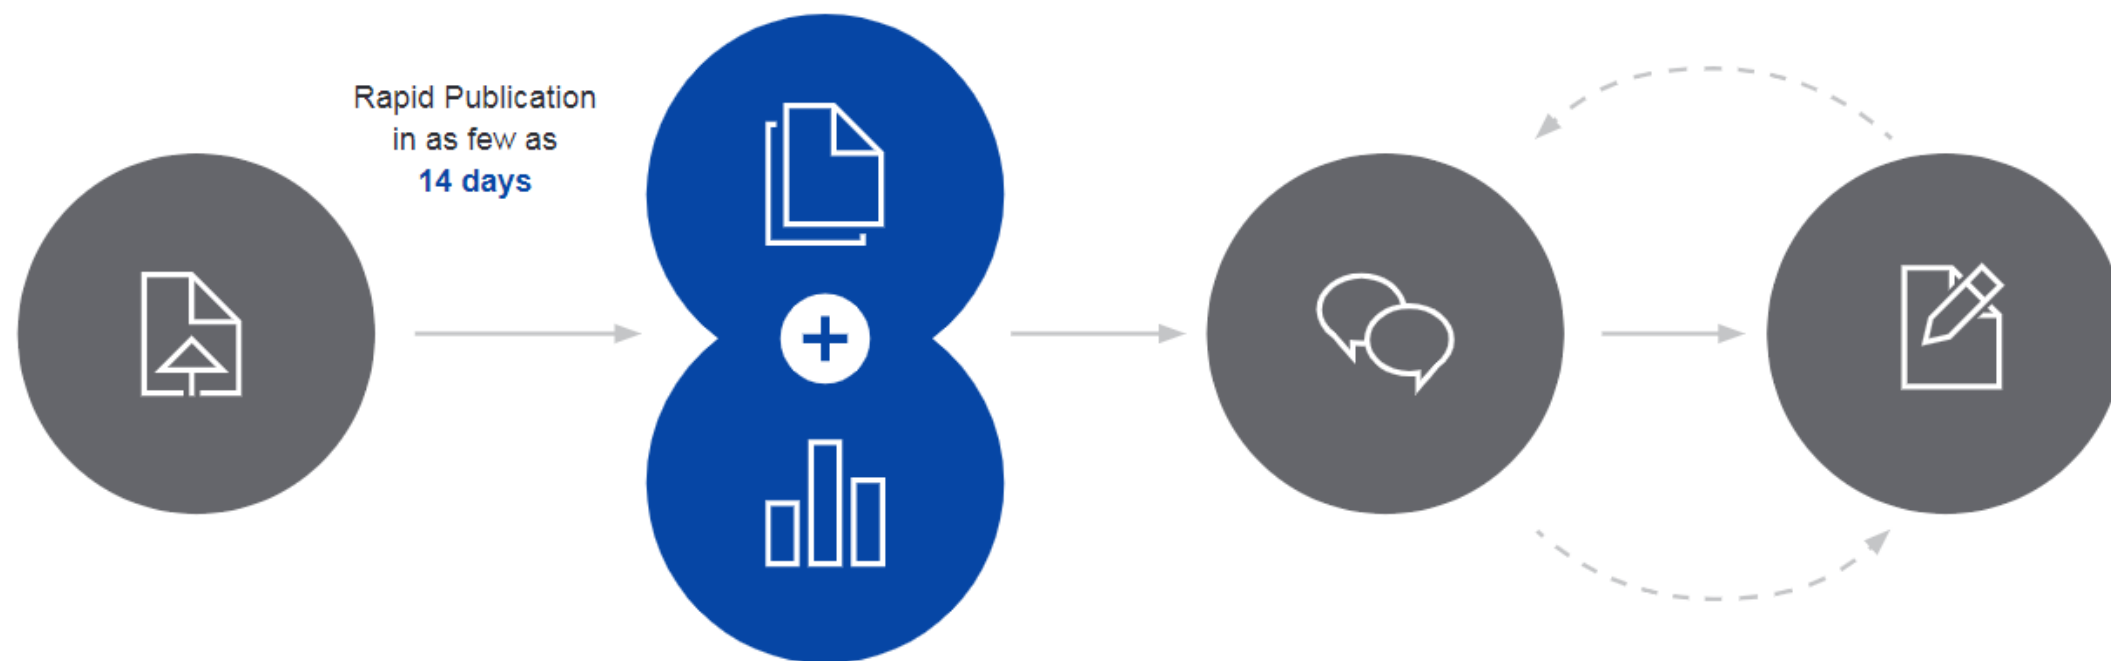 Rapid Publication
in as few as
14 days